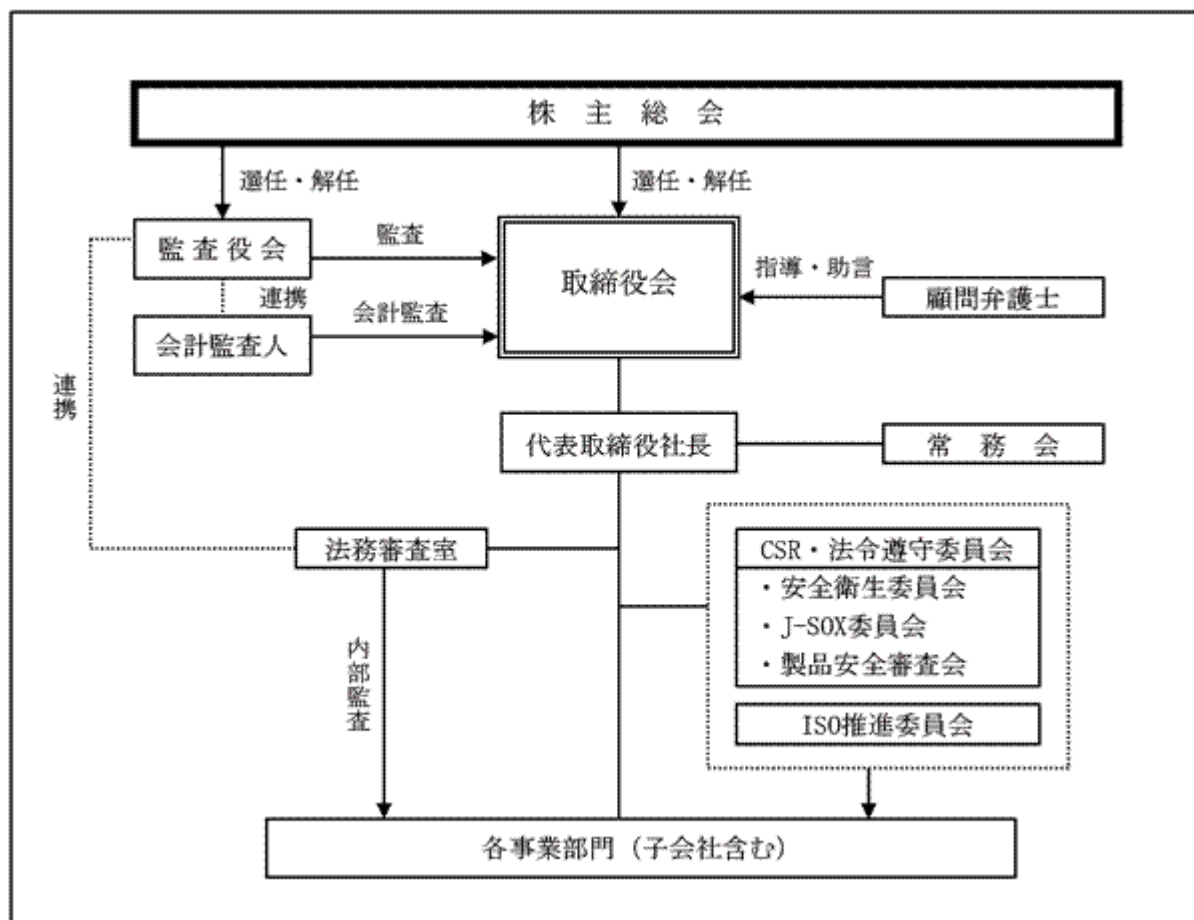 株 主 総 会
選任・解任
選任・解任
監 査 役 会
監査
取締役会
指導・助言
顧問弁護士
連携
会計監査
会計監査人
連携
代表取締役社長
常 務 会
法務審査室
CSR・法令遵守委員会
・安全衛生委員会
・J-SOX委員会
・製品安全審査会
内部監査
ISO推進委員会
各事業部門（子会社含む）